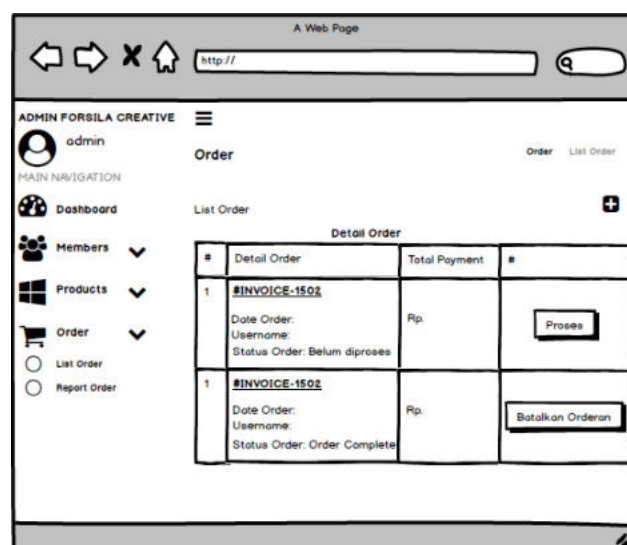 A Web Page
http://
ADMIN FORSILA CREATIVE
admin
MAIN NAVIGATION
Dashboard
Members
Products
Order
List Order
Report Order
Order
Order List Order
List Order
Detail Order
# Detail Order Total Payment #
1 #INVOICE-1502
Date Order:
Username:
Status Order: Belum diproses
Rp.
Proses
1 #INVOICE-1502
Date Order:
Username:
Status Order: Order Complete
Rp.
Batalkan Orderan